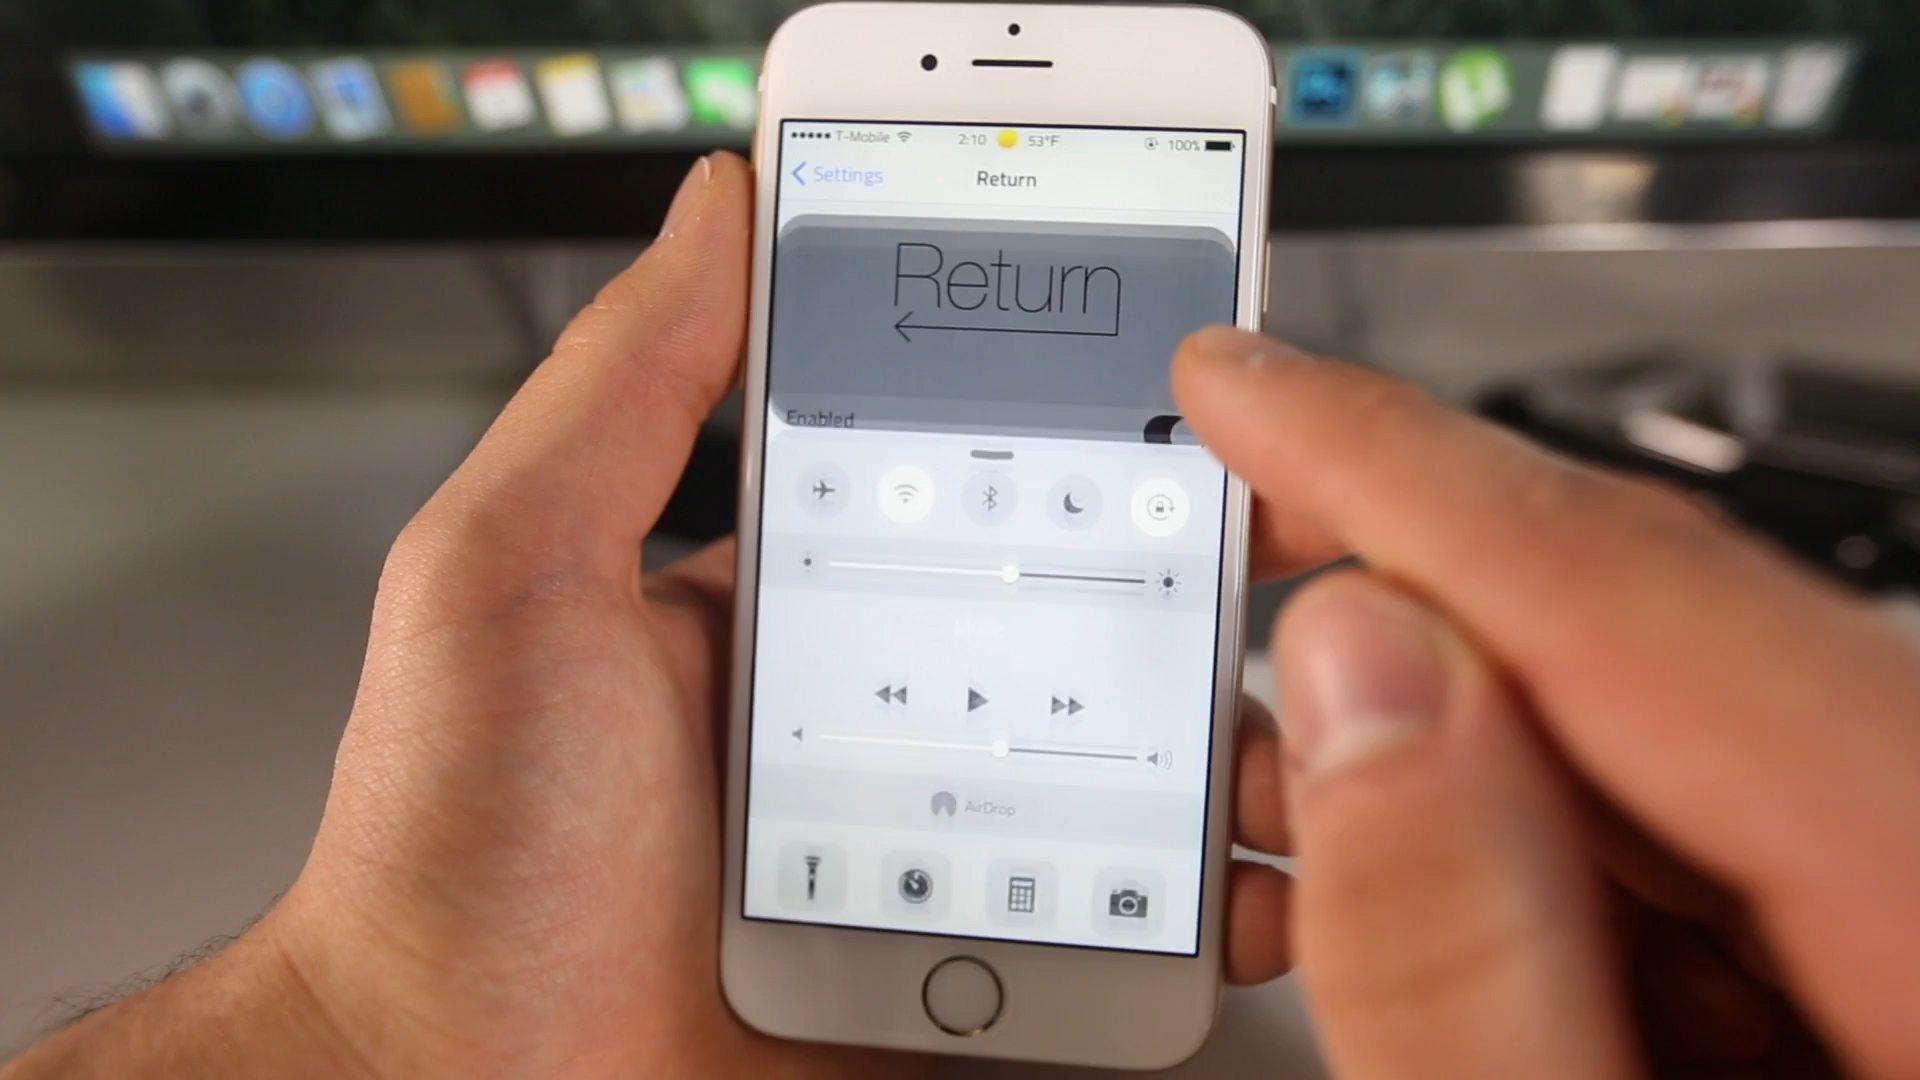 T-Mobile 2:10 53°F 100%
Settings Return
Return
Enabled
AirDrop